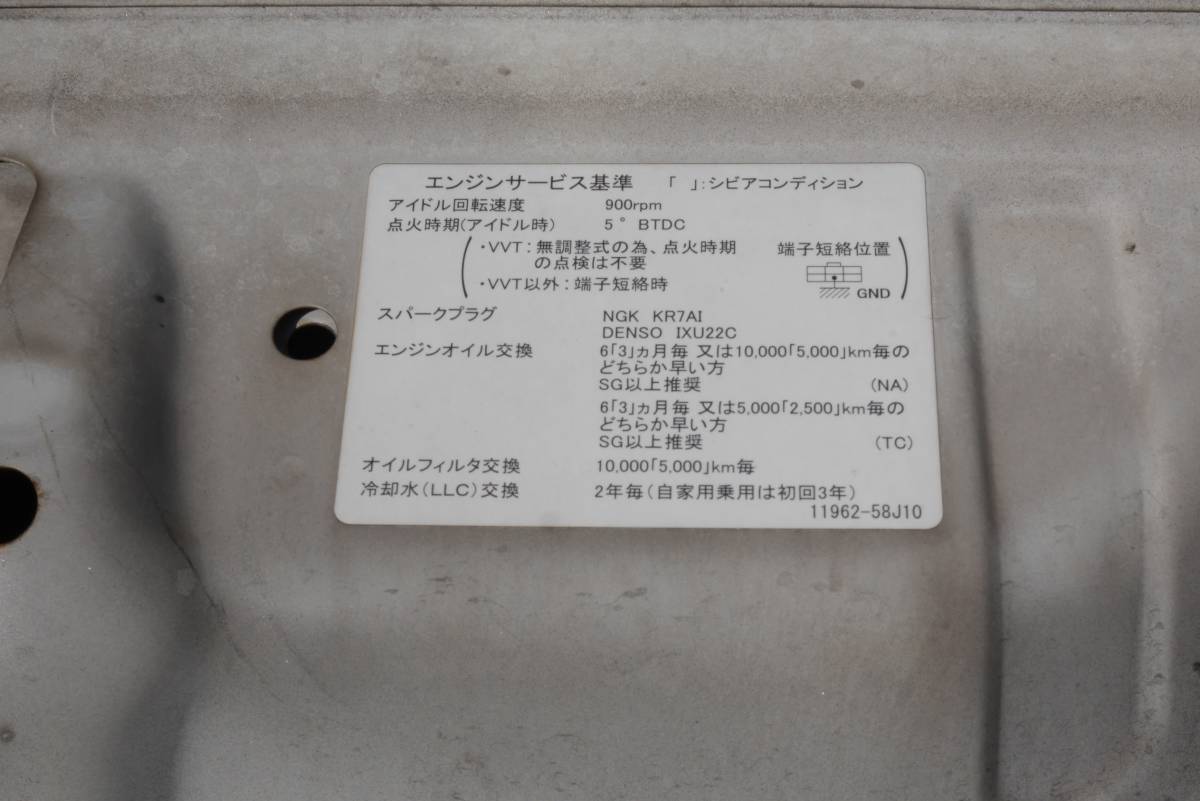 エンジンサービス基準 「 」:シビアコンディション
アイドル回転速度 900rpm
点火時期(アイドル時) 5°BTDC
・VVT:無調整式の為、点火時期 端子短絡位置
の点検は不要
・VVT以外:端子短絡時 GND
スパークプラグ NGK KR7AI
DENSO IXU22C
エンジンオイル交換 6「3」ヵ月毎 又は10,000「5,000」km毎の
どちらか早い方
SG以上推奨 (NA)
6「3」ヵ月毎 又は5,000「2,500」km毎の
どちらか早い方
SG以上推奨 (TC)
オイルフィルタ交換 10,000「5,000」km毎
冷却水(LLC)交換 2年毎(自家用乗用は初回3年)
11962-58J10